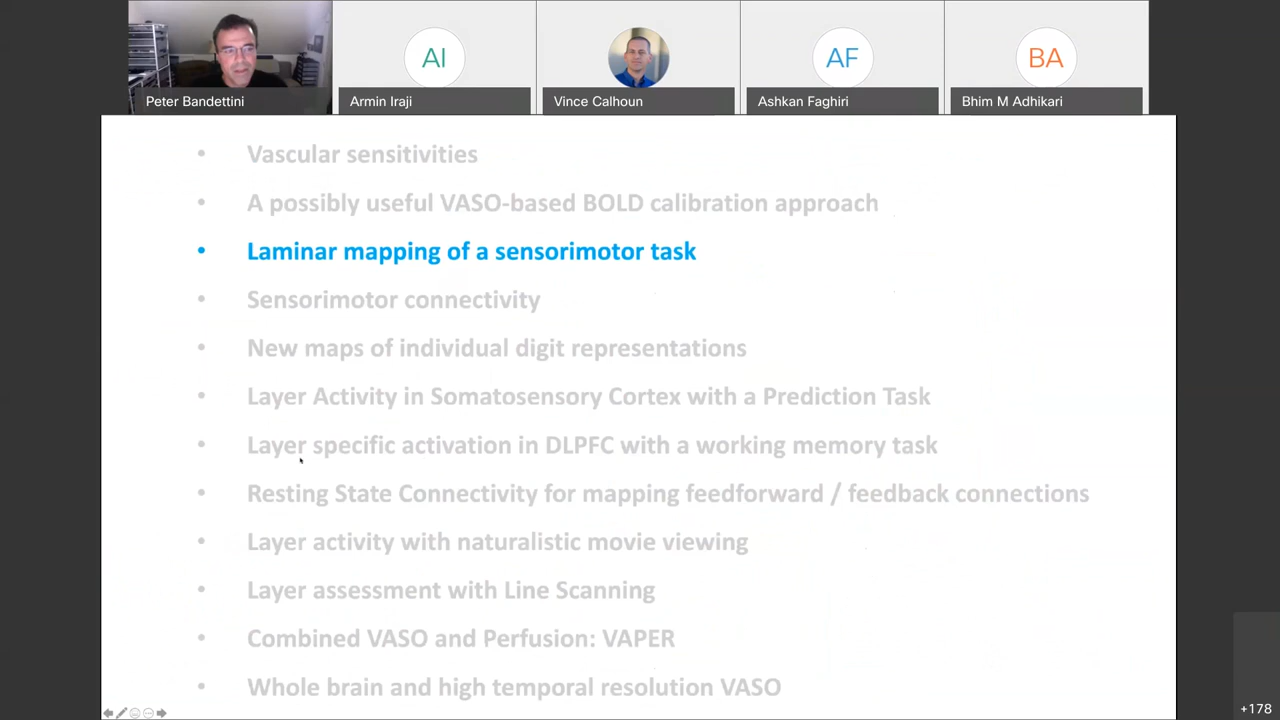 AI
AF
BA
Peter Bandettini
Armin Iraji
Vince Calhoun
Ashkan Faghiri
Bhim M Adhikari
• Vascular sensitivities
• A possibly useful VASO-based BOLD calibration approach
• Laminar mapping of a sensorimotor task
• Sensorimotor connectivity
• New maps of individual digit representations
• Layer Activity in Somatosensory Cortex with a Prediction Task
• Layer specific activation in DLPFC with a working memory task
• Resting State Connectivity for mapping feedforward / feedback connections
• Layer activity with naturalistic movie viewing
• Layer assessment with Line Scanning
• Combined VASO and Perfusion: VAPER
• Whole brain and high temporal resolution VASO
+178